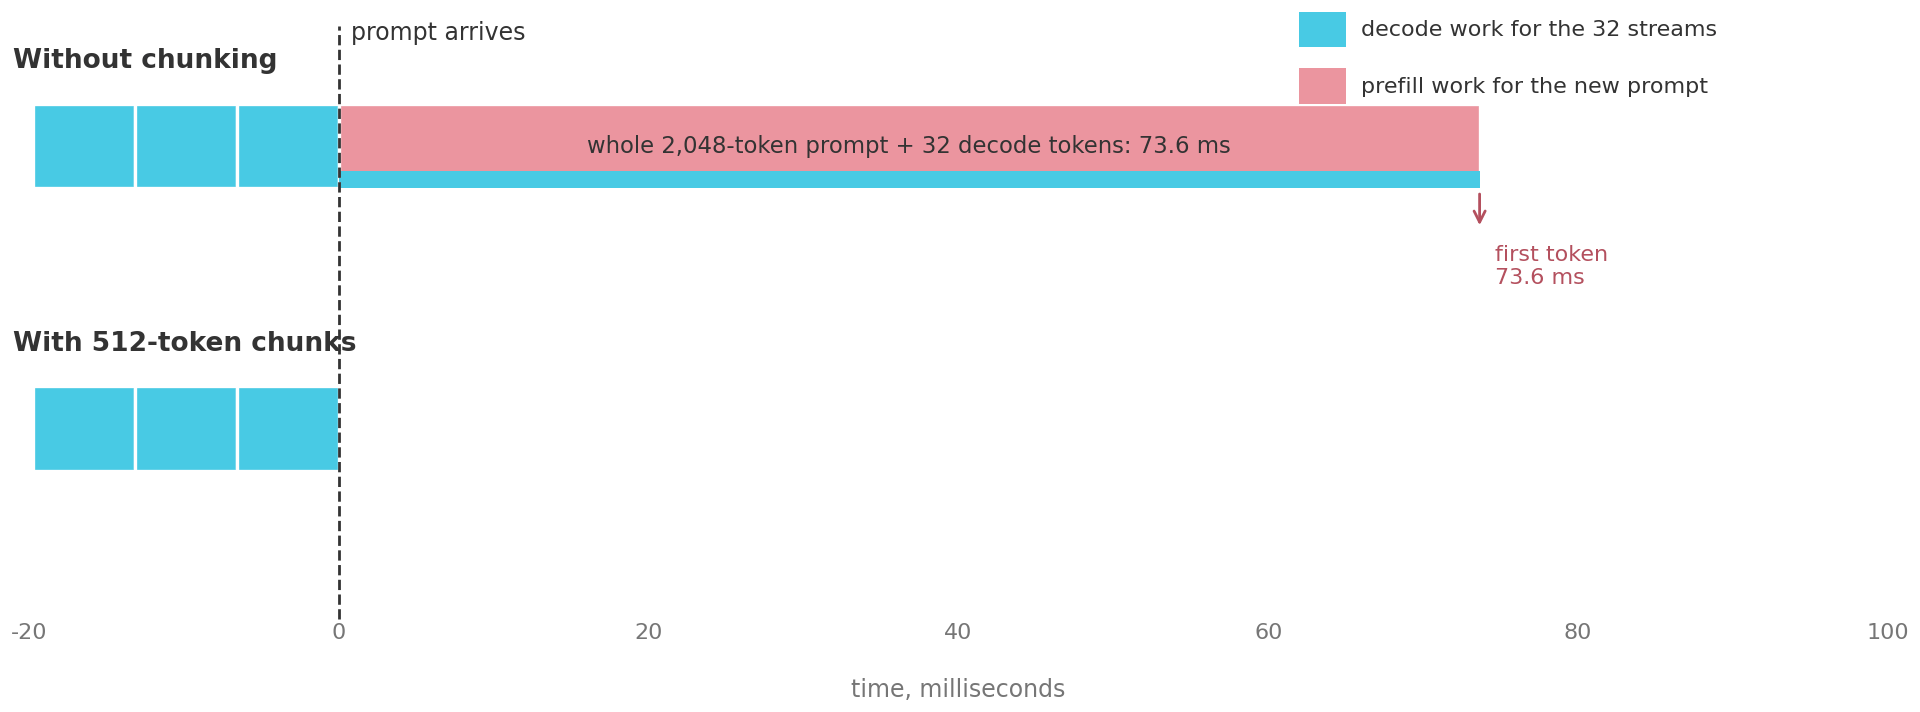 prompt arrives
decode work for the 32 streams
Without chunking
prefill work for the new prompt
whole 2,048-token prompt + 32 decode tokens: 73.6 ms
first token
73.6 ms
With 512-token chunks
-20 0 20 40 60 80 100
time, milliseconds